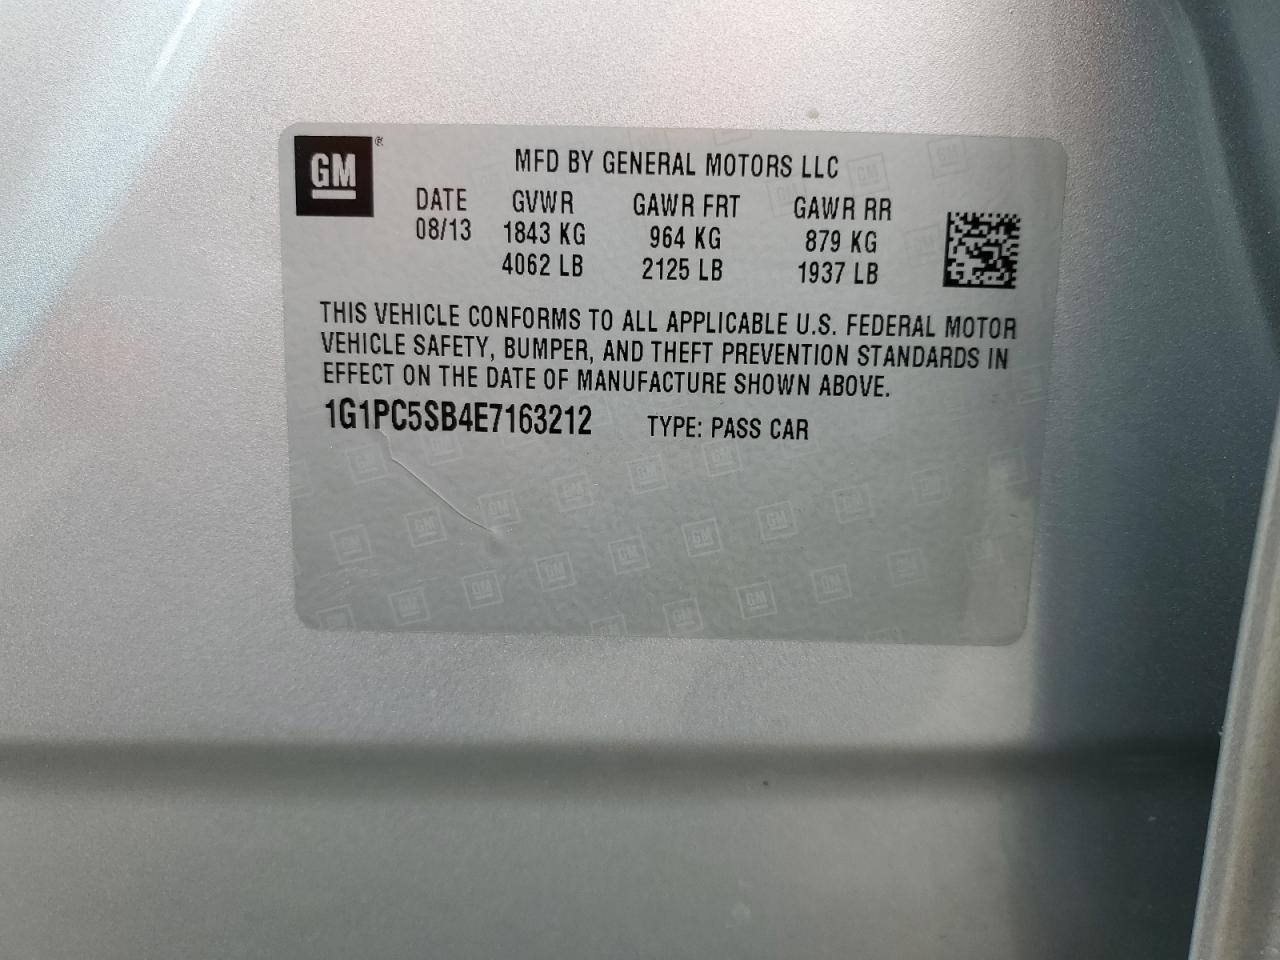 GM ®
MFD BY GENERAL MOTORS LLC
DATE GVWR GAWR FRT GAWR RR
08/13 1843 KG 964 KG 879 KG
4062 LB 2125 LB 1937 LB
THIS VEHICLE CONFORMS TO ALL APPLICABLE U.S. FEDERAL MOTOR
VEHICLE SAFETY, BUMPER, AND THEFT PREVENTION STANDARDS IN
EFFECT ON THE DATE OF MANUFACTURE SHOWN ABOVE.
1G1PC5SB4E7163212 TYPE: PASS CAR